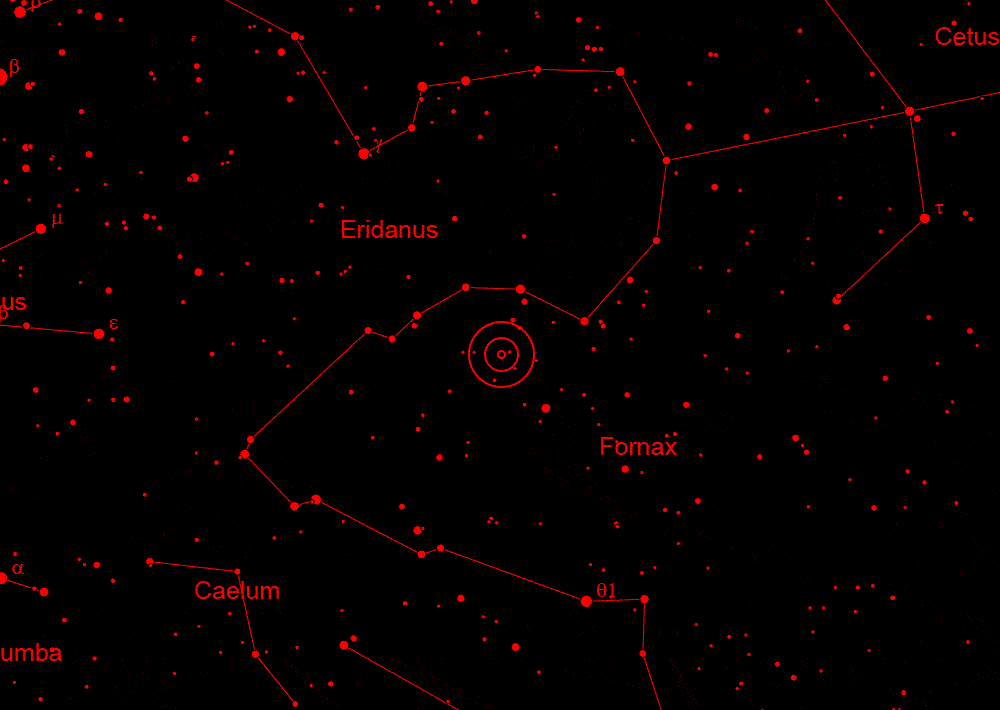 ρ
Cetus
β
γ
τ
μ
Eridanus
us
β
ε
Fornax
α
Caelum
θ1
umba